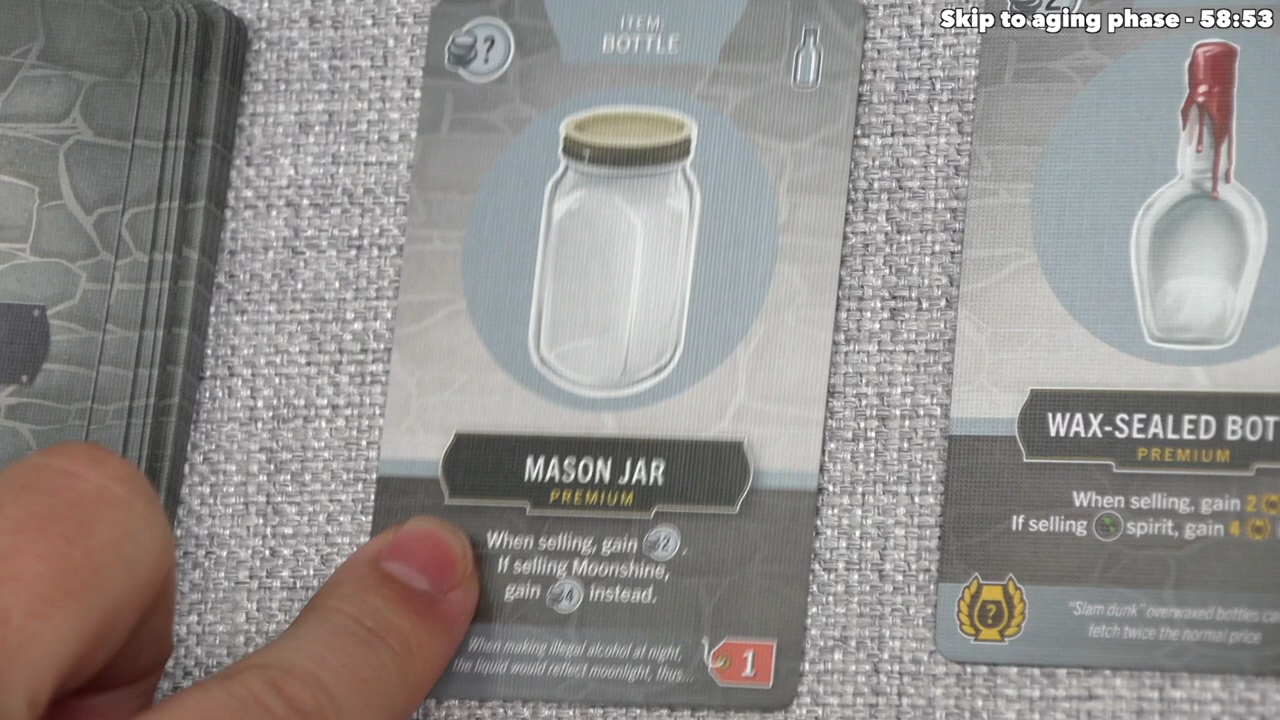 Skip to aging phase - 58:53
ITEM:
BOTTLE
?
MASON JAR
PREMIUM
When selling, gain 2.
If selling Moonshine,
gain 4 instead.
When making illegal alcohol at night,
the liquid would reflect moonlight, thus...
1
2
WAX-SEALED BOT
PREMIUM
When selling, gain 2
If selling spirit, gain 4
?
"Slam dunk" overwaxed bottles ca
fetch twice the normal price